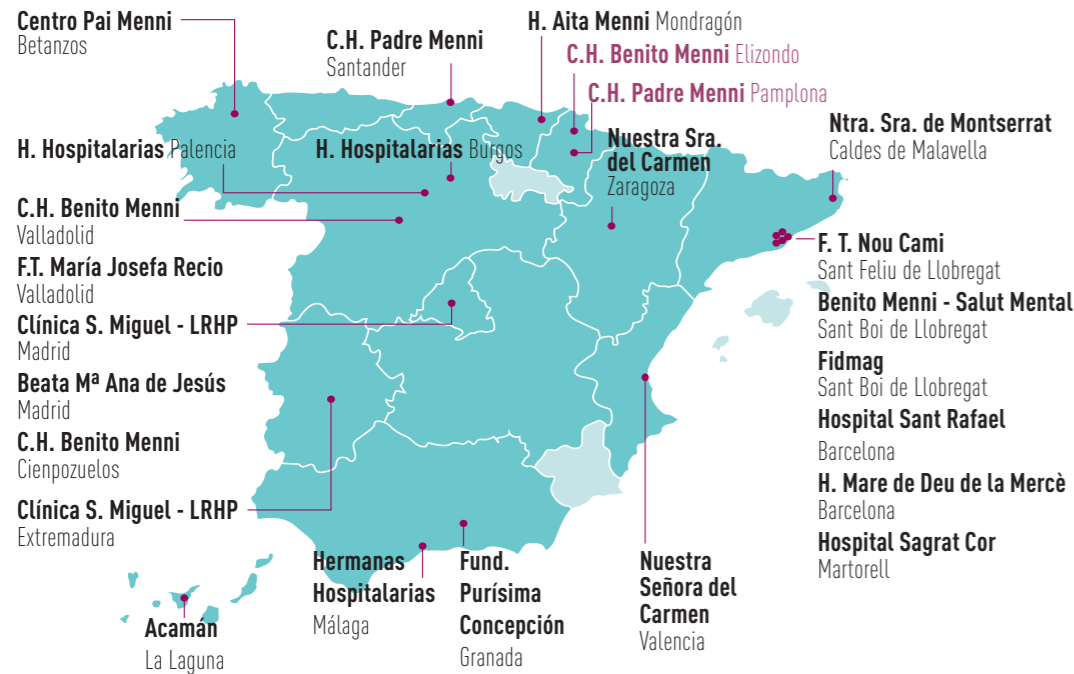 Centro Pai Menni
Betanzos
C.H. Padre Menni
Santander
H. Aita Menni Mondragón
C.H. Benito Menni Elizondo
C.H. Padre Menni Pamplona
H. Hospitalarias Palencia
H. Hospitalarias Burgos
Nuestra Sra.
del Carmen
Zaragoza
Ntra. Sra. de Montserrat
Caldes de Malavella
C.H. Benito Menni
Valladolid
F.T. María Josefa Recio
Valladolid
Clínica S. Miguel - LRHP
Madrid
Beata Mª Ana de Jesús
Madrid
C.H. Benito Menni
Cienpozuelos
Clínica S. Miguel - LRHP
Extremadura
F. T. Nou Cami
Sant Feliu de Llobregat
Benito Menni - Salut Mental
Sant Boi de Llobregat
Fidmag
Sant Boi de Llobregat
Hospital Sant Rafael
Barcelona
H. Mare de Deu de la Mercè
Barcelona
Hospital Sagrat Cor
Martorell
Acamán
La Laguna
Hermanas
Hospitalarias
Málaga
Fund.
Purísima
Concepción
Granada
Nuestra
Señora del
Carmen
Valencia